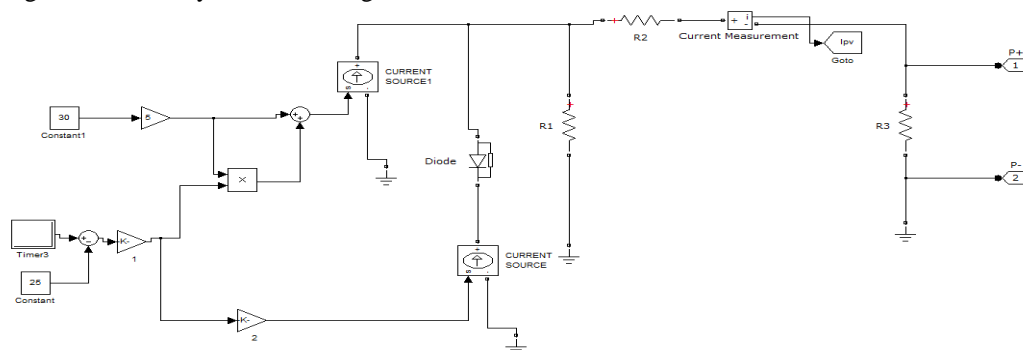 R2
+
i
-
Current Measurement
Ipv
Goto
P+
1
CURRENT
SOURCE1
+
s
-
30
Constant1
5
+
+
R1
R3
Diode
×
P-
2
Timer3
+
-
-K-
1
25
Constant
CURRENT
SOURCE
+
s
-
-K-
2